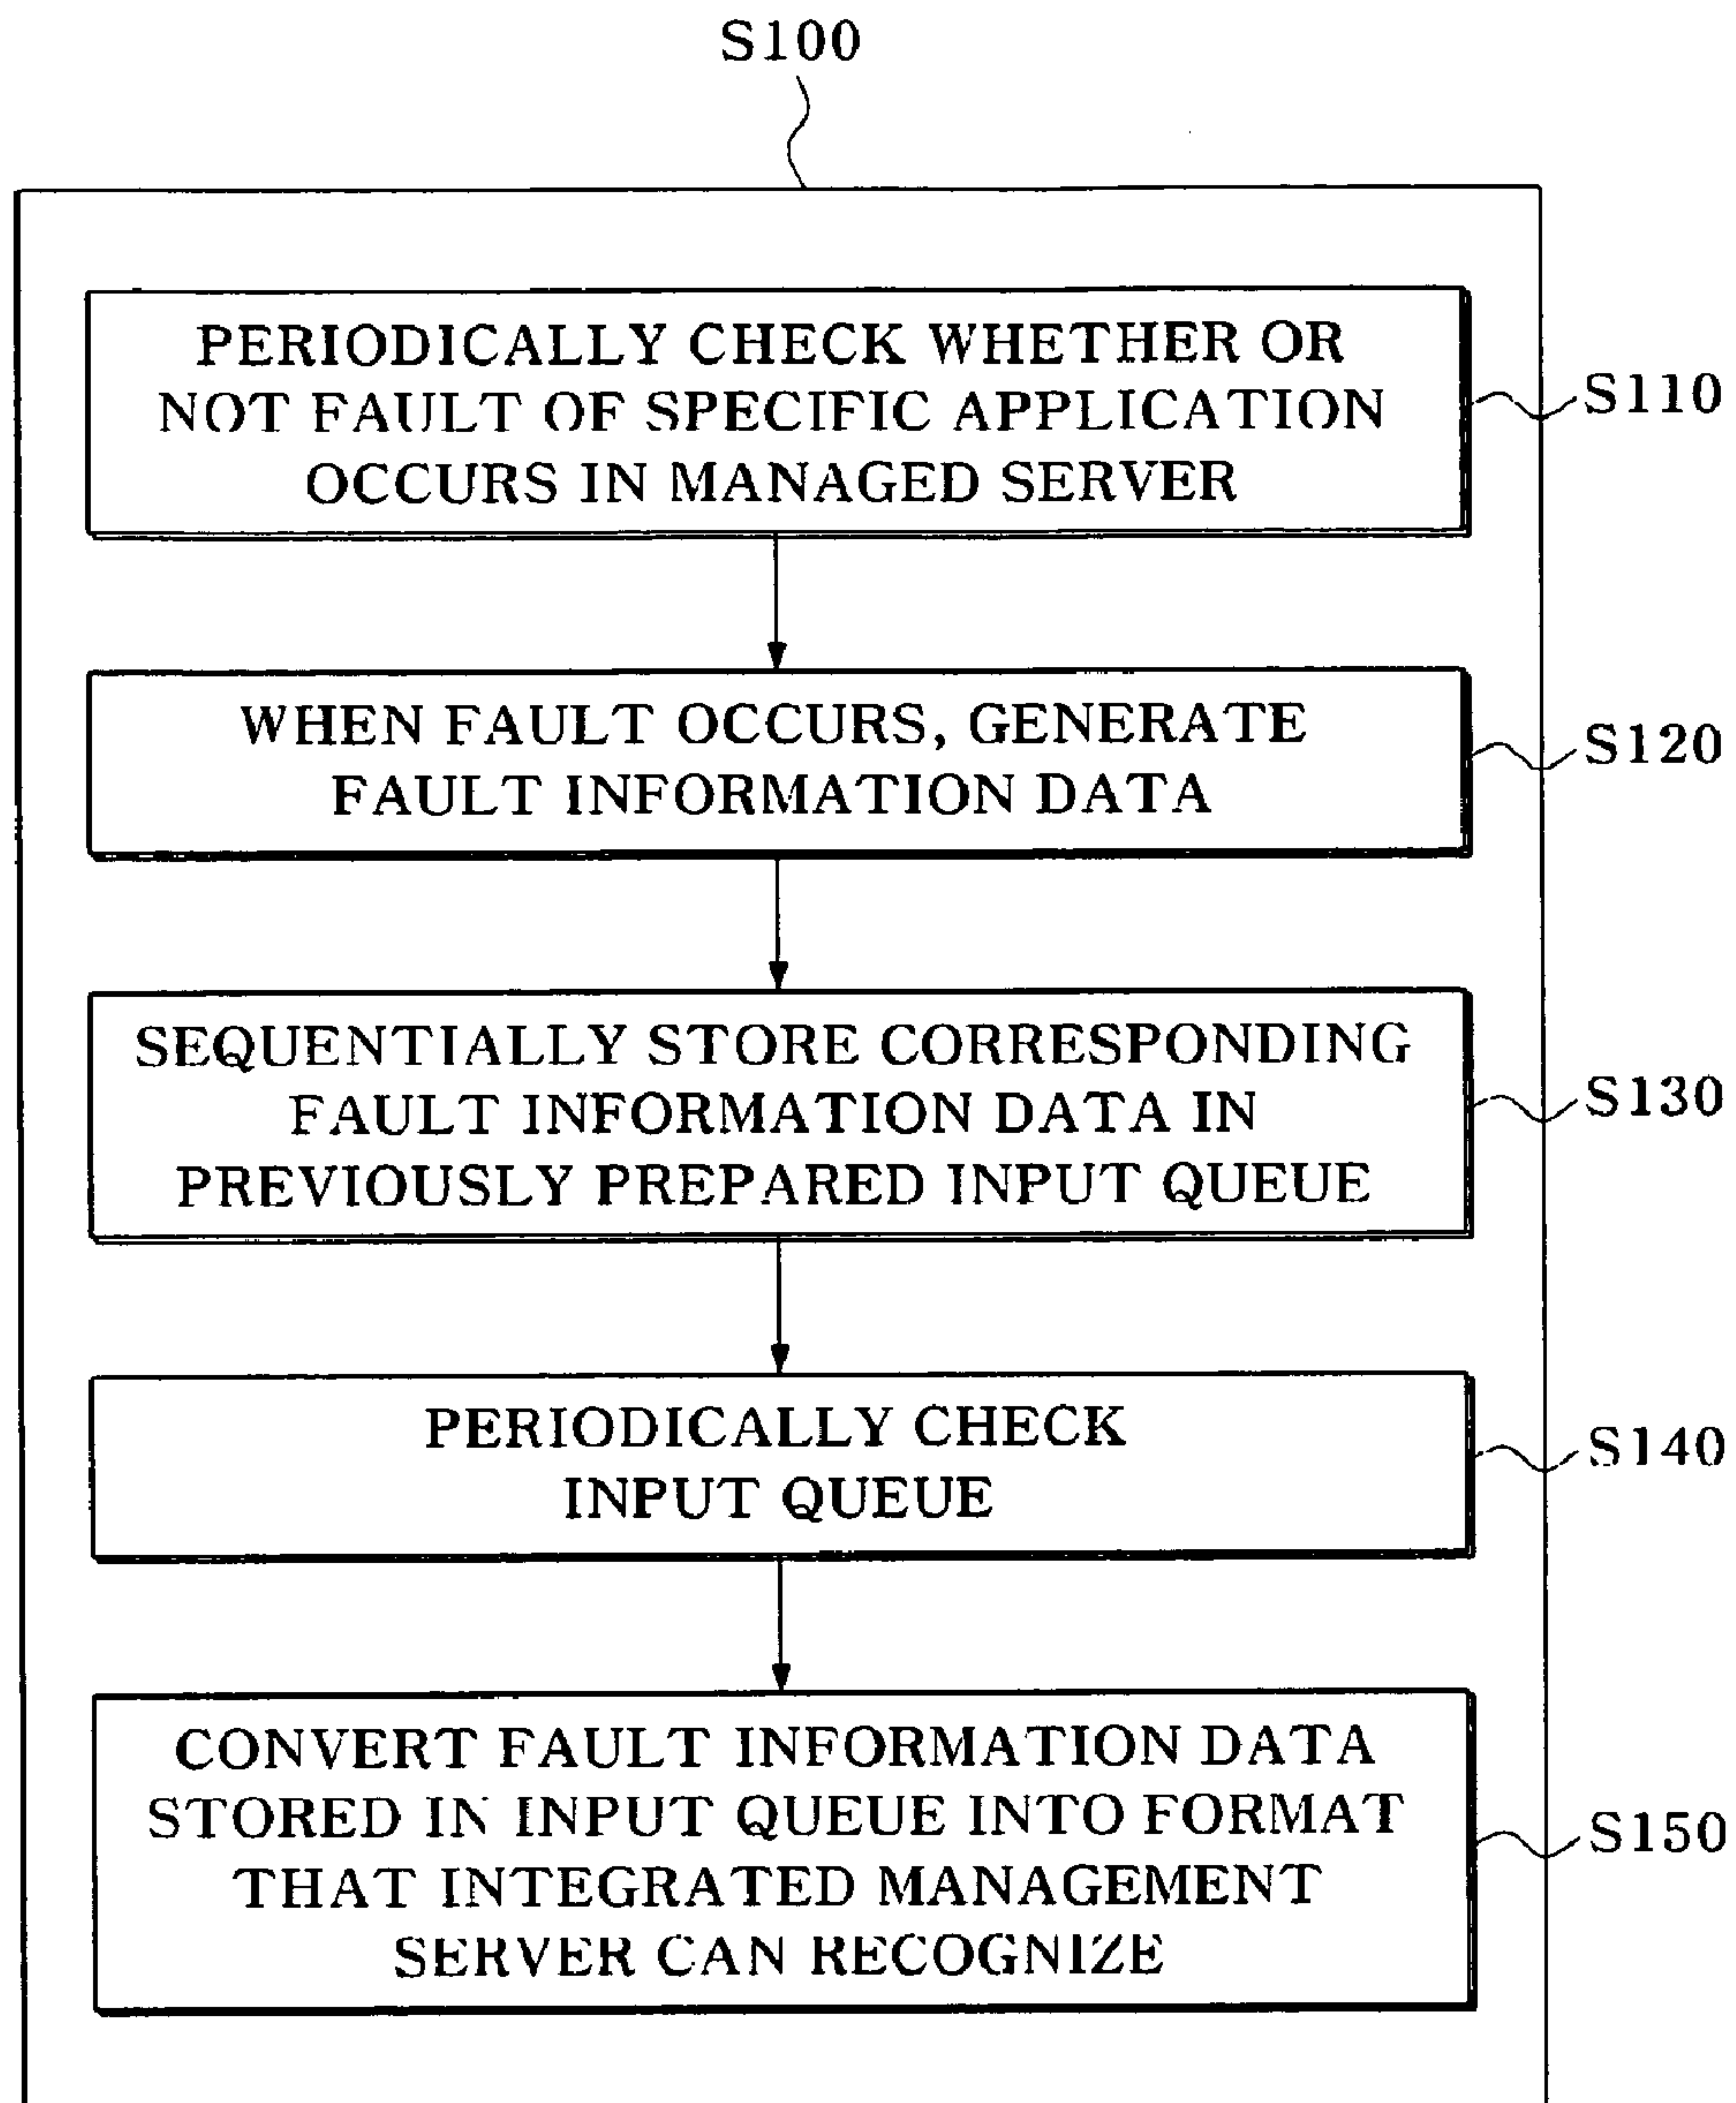 S100
PERIODICALLY CHECK WHETHER OR
NOT FAULT OF SPECIFIC APPLICATION
OCCURS IN MANAGED SERVER
S110
WHEN FAULT OCCURS, GENERATE
FAULT INFORMATION DATA
S120
SEQUENTIALLY STORE CORRESPONDING
FAULT INFORMATION DATA IN
PREVIOUSLY PREPARED INPUT QUEUE
S130
PERIODICALLY CHECK
INPUT QUEUE
S140
CONVERT FAULT INFORMATION DATA
STORED IN INPUT QUEUE INTO FORMAT
THAT INTEGRATED MANAGEMENT
SERVER CAN RECOGNIZE
S150